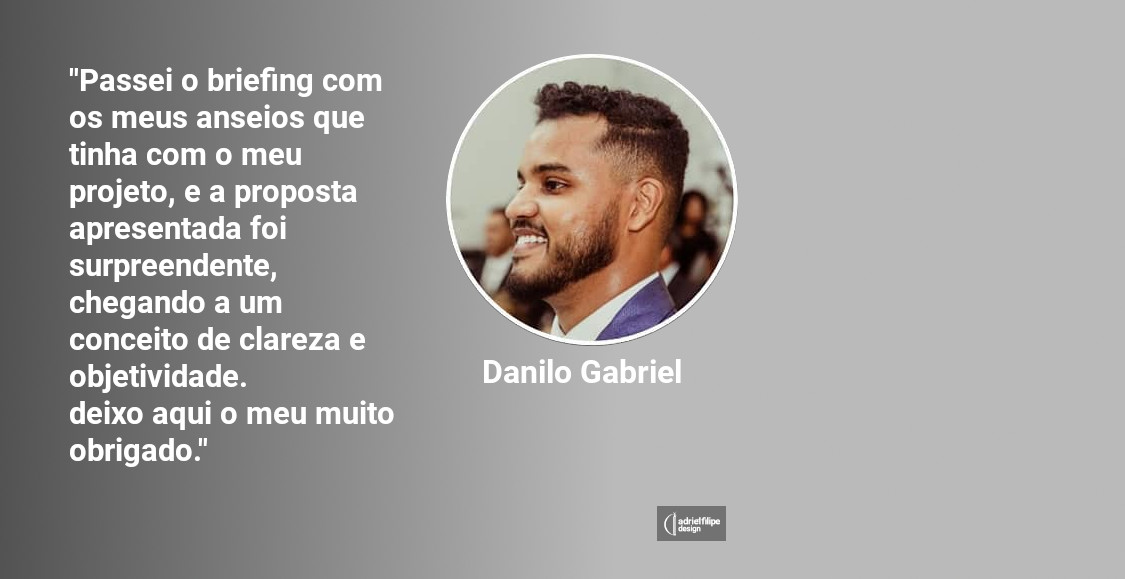 "Passei o briefing com
os meus anseios que
tinha com o meu
projeto, e a proposta
apresentada foi
surpreendente,
chegando a um
conceito de clareza e
objetividade.
deixo aqui o meu muito
obrigado."
Danilo Gabriel
adrielfilipe
design